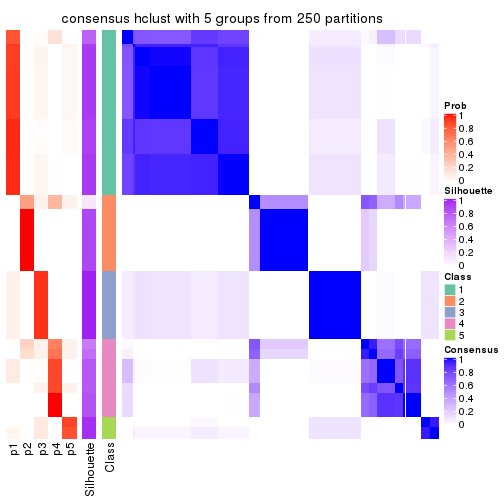 consensus hclust with 5 groups from 250 partitions
Prob
1
0.8
0.6
0.4
0.2
0
Silhouette
1
0.8
0.6
0.4
0.2
0
Class
1
2
3
4
5
Consensus
1
0.8
0.6
0.4
0.2
0
p1
p2
p3
p4
p5
Silhouette
Class